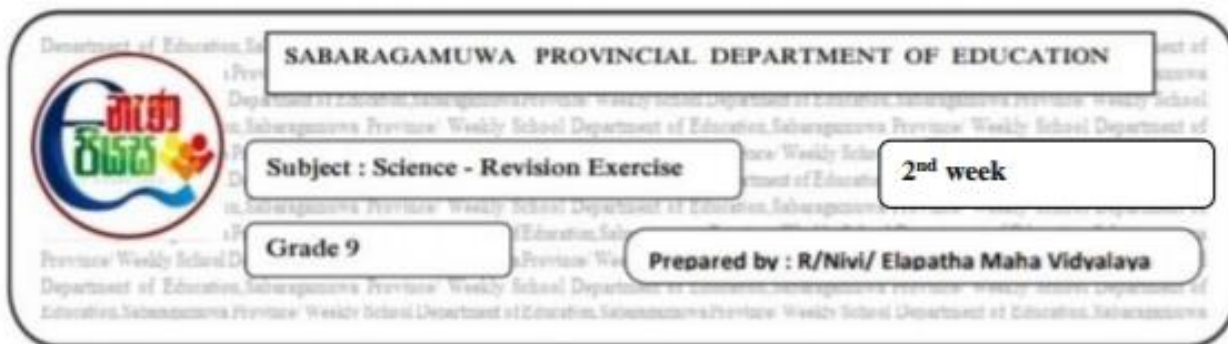 SABARAGAMUWA PROVINCIAL DEPARTMENT OF EDUCATION
නැණ
පියස
Subject : Science - Revision Exercise
2nd week
Grade 9
Prepared by : R/Nivi/ Elapatha Maha Vidyalaya